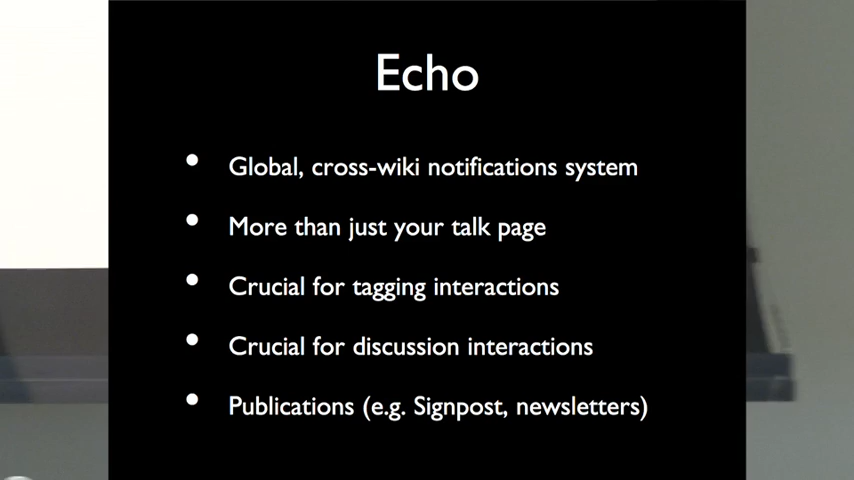 Echo
• Global, cross-wiki notifications system
• More than just your talk page
• Crucial for tagging interactions
• Crucial for discussion interactions
• Publications (e.g. Signpost, newsletters)